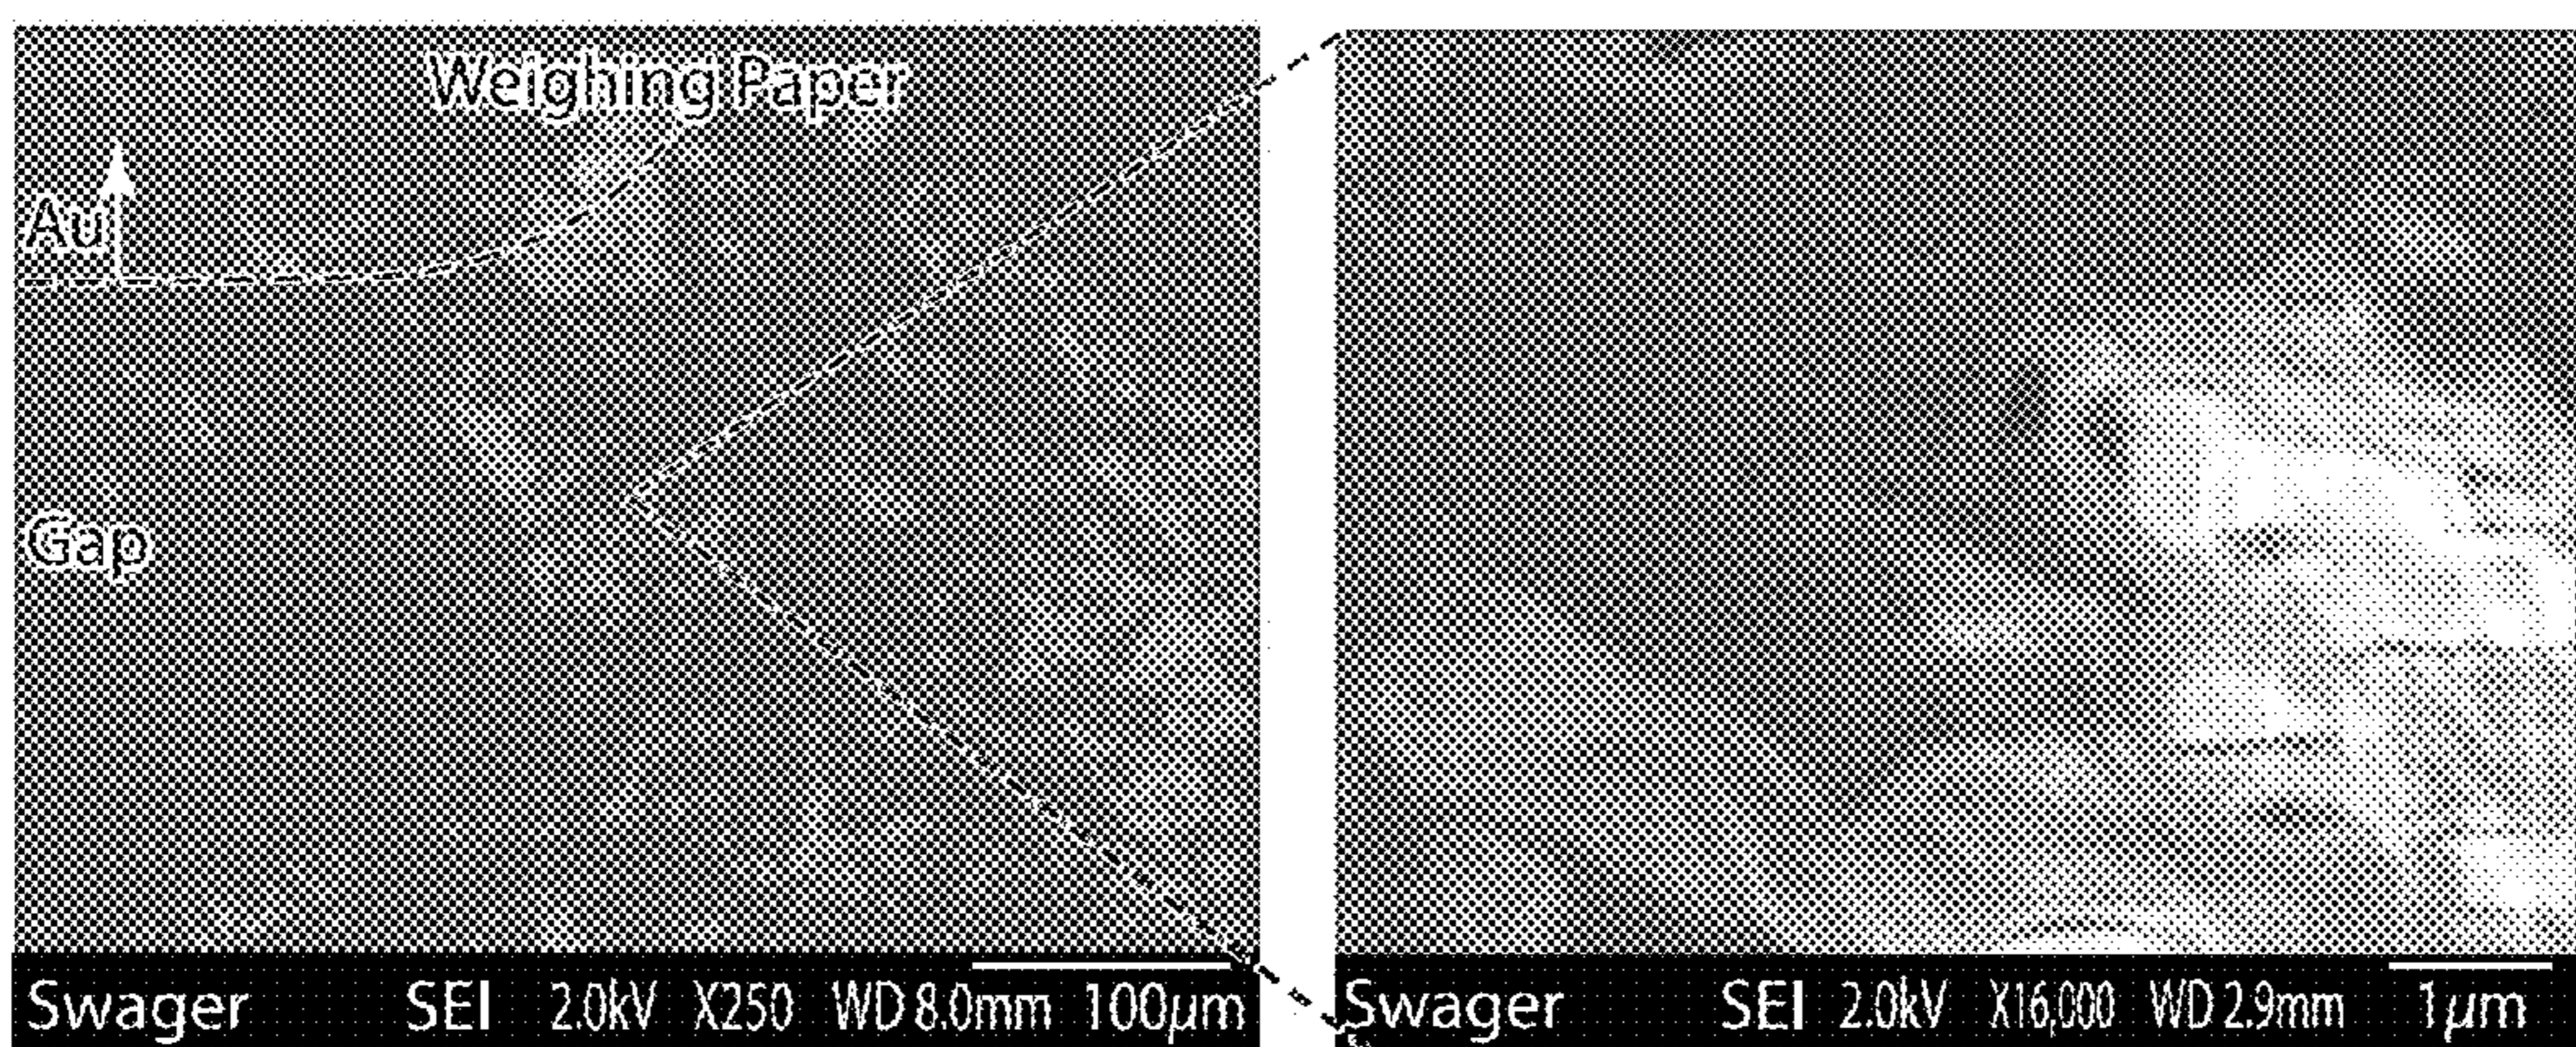 Weighing Paper
Au
Gap
Swager SEI 2.0kV X250 WD 8.0mm 100μm
Swager SEI 2.0kV X16,000 WD 2.9mm 1μm